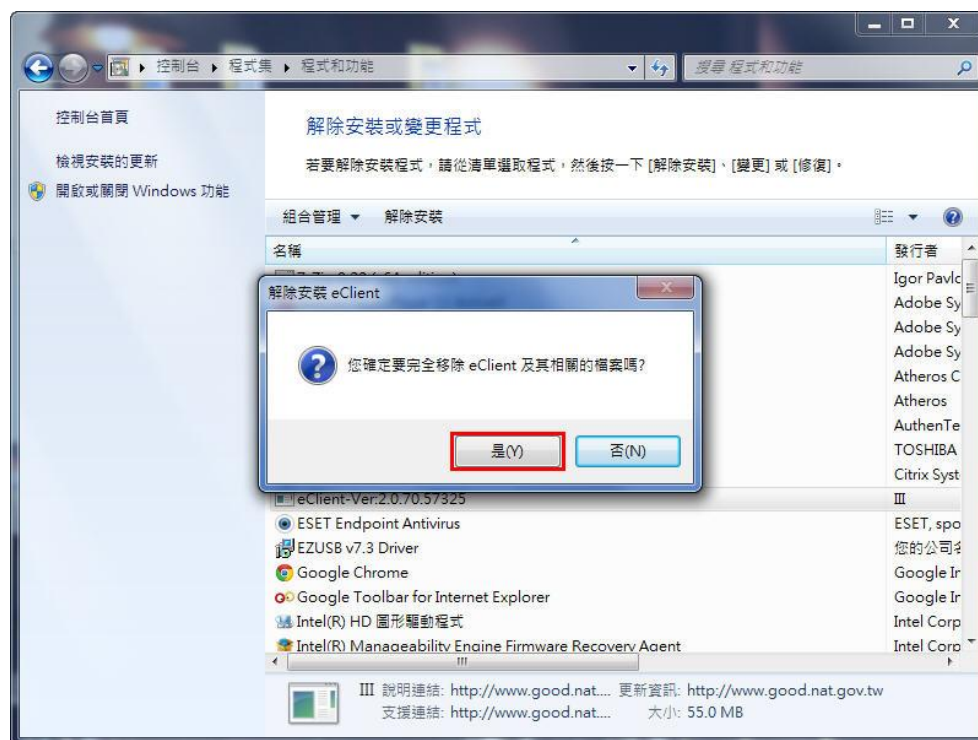 控制台 ▸ 程式集 ▸ 程式和功能
搜尋 程式和功能
控制台首頁
檢視安裝的更新
開啟或關閉 Windows 功能
解除安裝或變更程式
若要解除安裝程式，請從清單選取程式，然後按一下 [解除安裝]、[變更] 或 [修復]。
組合管理 解除安裝
名稱 發行者
Igor Pavlc
Adobe Sy
Adobe Sy
Adobe Sy
Atheros C
Atheros
AuthenTe
TOSHIBA
Citrix Syst
解除安裝 eClient
您確定要完全移除 eClient 及其相關的檔案嗎?
是(Y) 否(N)
eClient-Ver:2.0.70.57325 III
ESET Endpoint Antivirus ESET, spo
EZUSB v7.3 Driver 您的公司名
Google Chrome Google Ir
Google Toolbar for Internet Explorer Google Ir
Intel(R) HD 圖形驅動程式 Intel Corp
Intel(R) Manageability Engine Firmware Recovery Agent Intel Corp
III 說明連結: http://www.good.nat.... 更新資訊: http://www.good.nat.gov.tw
支援連結: http://www.good.nat.... 大小: 55.0 MB